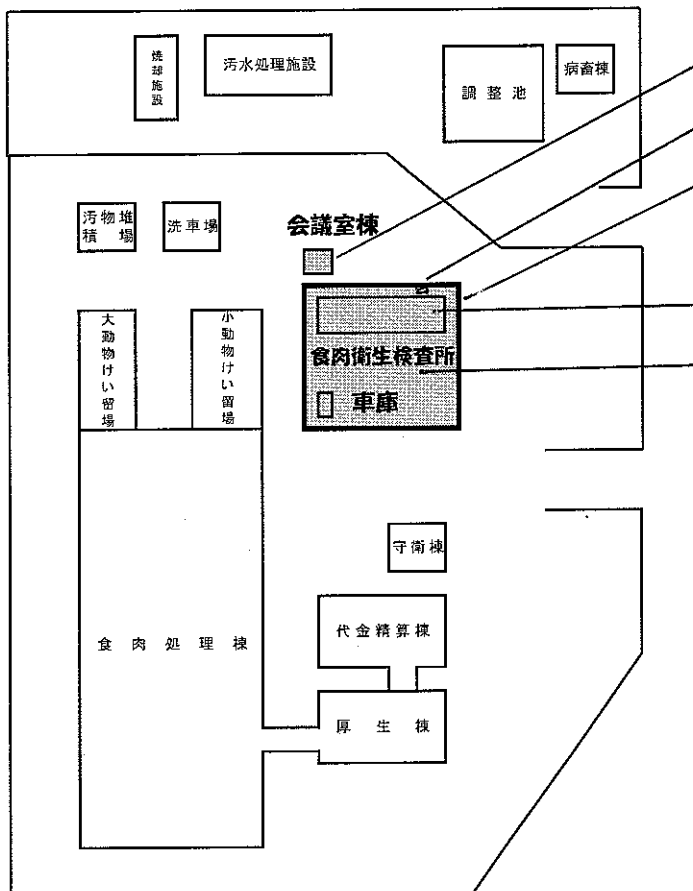 焼却施設
汚水処理施設
調整池
病畜棟
汚物堆
積場
洗車場
会議室棟
大動物けい留場
小動物けい留場
食肉衛生検査所
車庫
守衛棟
代金精算棟
食肉処理棟
厚生棟